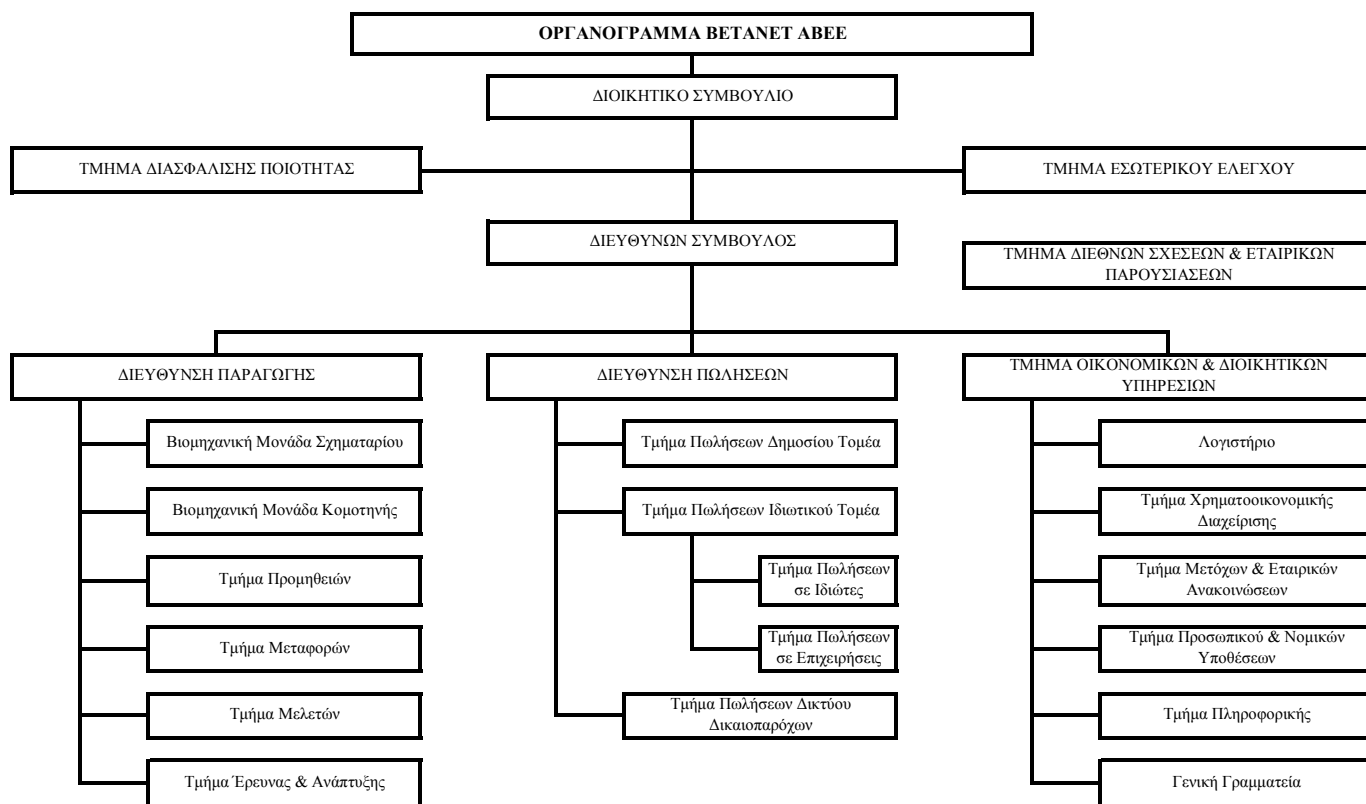 ΟΡΓΑΝΟΓΡΑΜΜΑ BETANET ABEE
ΔΙΟΙΚΗΤΙΚΟ ΣΥΜΒΟΥΛΙΟ
ΤΜΗΜΑ ΔΙΑΣΦΑΛΙΣΗΣ ΠΟΙΟΤΗΤΑΣ
ΤΜΗΜΑ ΕΣΩΤΕΡΙΚΟΥ ΕΛΕΓΧΟΥ
ΔΙΕΥΘΥΝΩΝ ΣΥΜΒΟΥΛΟΣ
ΤΜΗΜΑ ΔΙΕΘΝΩΝ ΣΧΕΣΕΩΝ & ΕΤΑΙΡΙΚΩΝ
ΠΑΡΟΥΣΙΑΣΕΩΝ
ΔΙΕΥΘΥΝΣΗ ΠΑΡΑΓΩΓΗΣ
Βιομηχανική Μονάδα Σχηματαρίου
Βιομηχανική Μονάδα Κομοτηνής
Τμήμα Προμηθειών
Τμήμα Μεταφορών
Τμήμα Μελετών
Τμήμα Έρευνας & Ανάπτυξης
ΔΙΕΥΘΥΝΣΗ ΠΩΛΗΣΕΩΝ
Τμήμα Πωλήσεων Δημοσίου Τομέα
Τμήμα Πωλήσεων Ιδιωτικού Τομέα
Τμήμα Πωλήσεων
σε Ιδιώτες
Τμήμα Πωλήσεων
σε Επιχειρήσεις
Τμήμα Πωλήσεων Δικτύου
Δικαιοπαρόχων
ΤΜΗΜΑ ΟΙΚΟΝΟΜΙΚΩΝ & ΔΙΟΙΚΗΤΙΚΩΝ
ΥΠΗΡΕΣΙΩΝ
Λογιστήριο
Τμήμα Χρηματοοικονομικής
Διαχείρισης
Τμήμα Μετόχων & Εταιρικών
Ανακοινώσεων
Τμήμα Προσωπικού & Νομικών
Υποθέσεων
Τμήμα Πληροφορικής
Γενική Γραμματεία